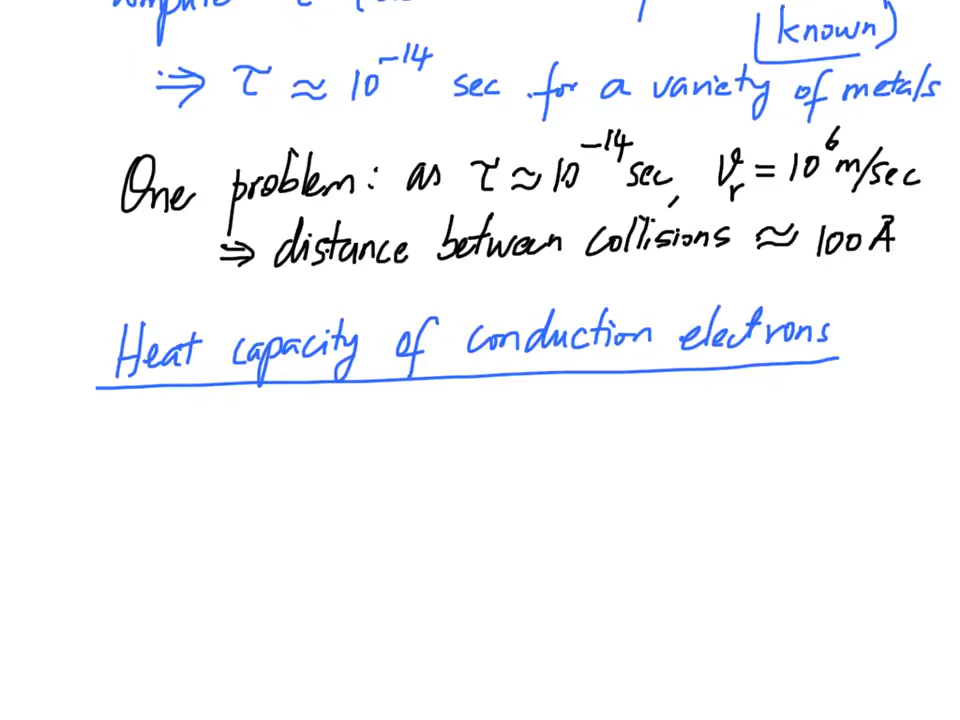 (known)
⇒ τ ≈ 10⁻¹⁴ sec for a variety of metals
One problem: as τ ≈ 10⁻¹⁴ sec, v_r = 10⁶ m/sec
⇒ distance between collisions ≈ 100 Å
Heat capacity of conduction electrons